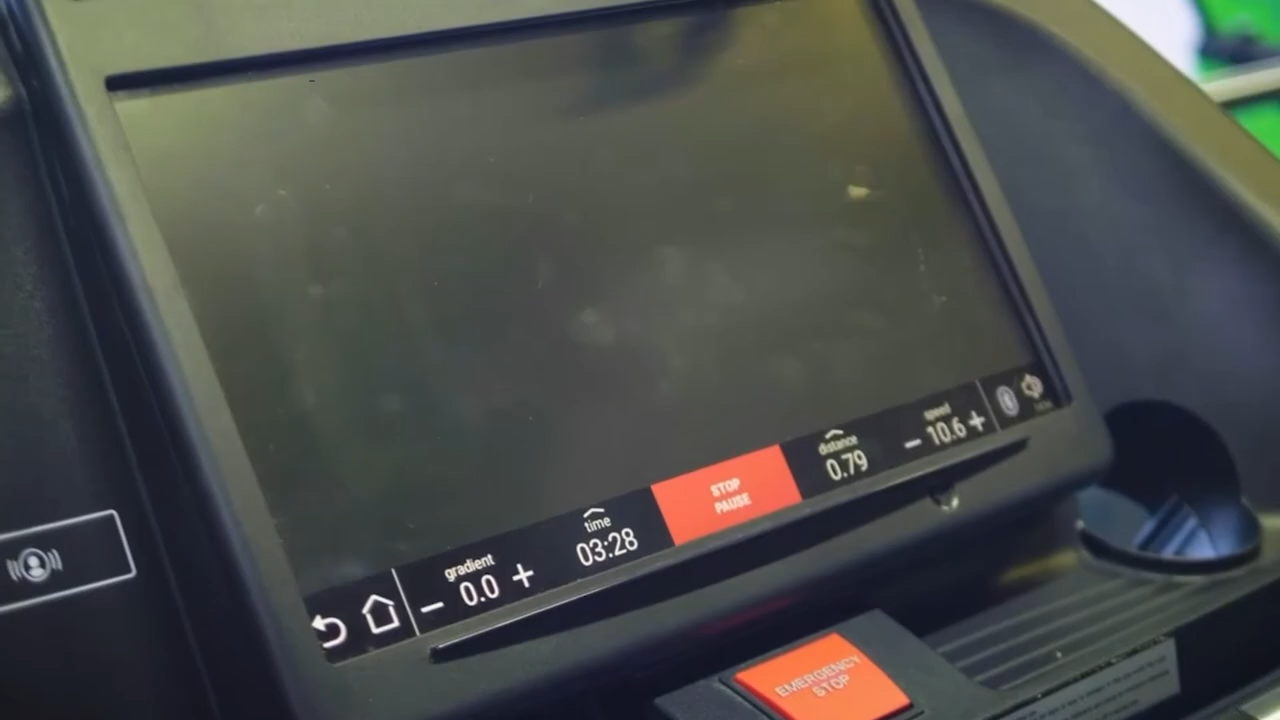 gradient
− 0.0 +
time
03:28
STOP
PAUSE
distance
0.79
speed
− 10.6 +
EMERGENCY
STOP